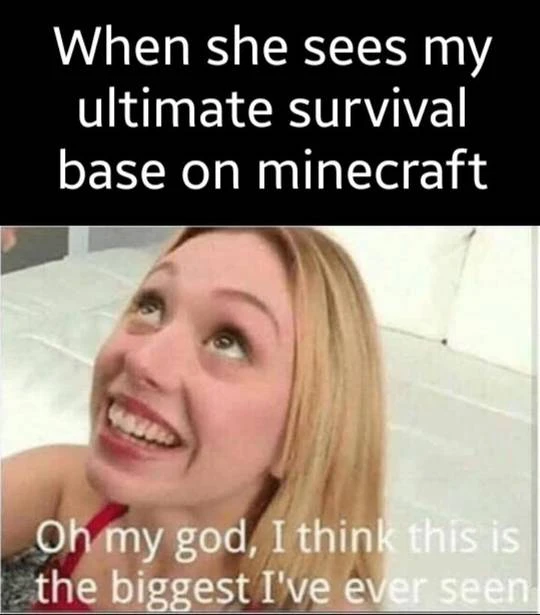 When she sees my
ultimate survival
base on minecraft
Oh my god, I think this is
the biggest I've ever seen